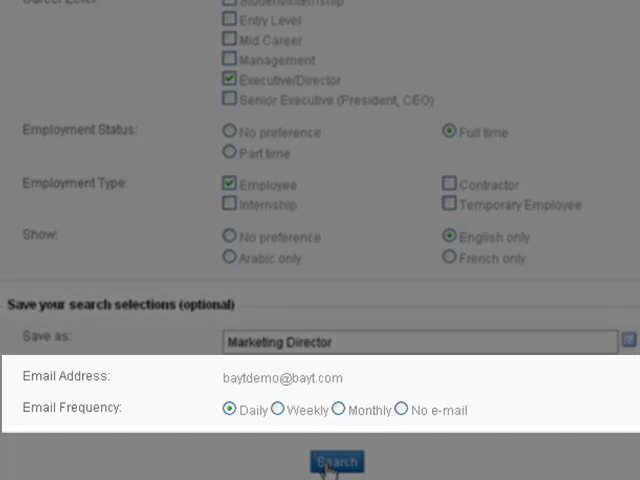 Career Level:
Student/Internship
Entry Level
Mid Career
Management
Executive/Director
Senior Executive (President, CEO)
Employment Status:
No preference
Full time
Part time
Employment Type:
Employee
Contractor
Internship
Temporary Employee
Show:
No preference
English only
Arabic only
French only
Save your search selections (optional)
Save as:
Marketing Director
Email Address:
baytdemo@bayt.com
Email Frequency:
Daily Weekly Monthly No e-mail
Search